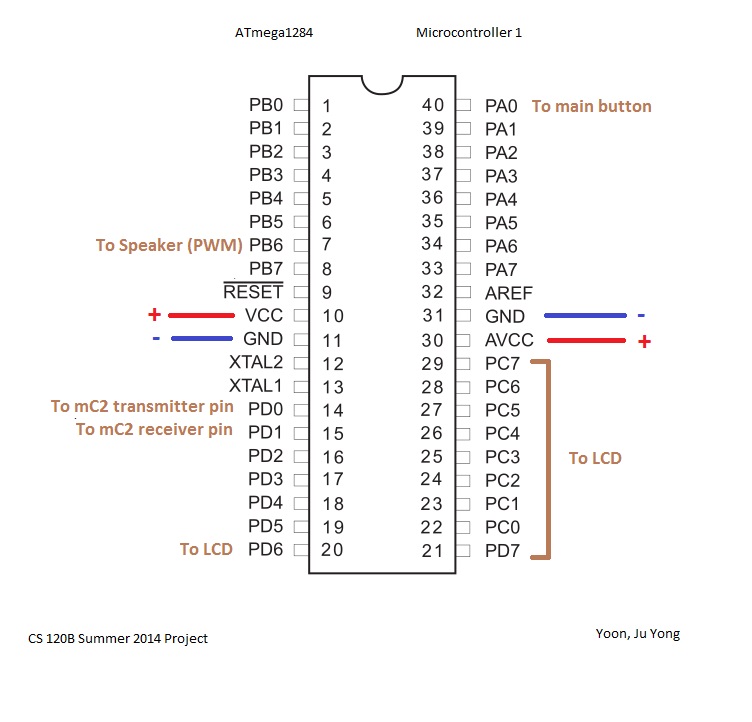 ATmega1284 Microcontroller 1
PB0 1 40 PA0 To main button
PB1 2 39 PA1
PB2 3 38 PA2
PB3 4 37 PA3
PB4 5 36 PA4
PB5 6 35 PA5
To Speaker (PWM) PB6 7 34 PA6
PB7 8 33 PA7
RESET 9 32 AREF
+ VCC 10 31 GND -
- GND 11 30 AVCC +
XTAL2 12 29 PC7
XTAL1 13 28 PC6
To mC2 transmitter pin PD0 14 27 PC5
To mC2 receiver pin PD1 15 26 PC4
PD2 16 25 PC3 To LCD
PD3 17 24 PC2
PD4 18 23 PC1
PD5 19 22 PC0
To LCD PD6 20 21 PD7
CS 120B Summer 2014 Project Yoon, Ju Yong